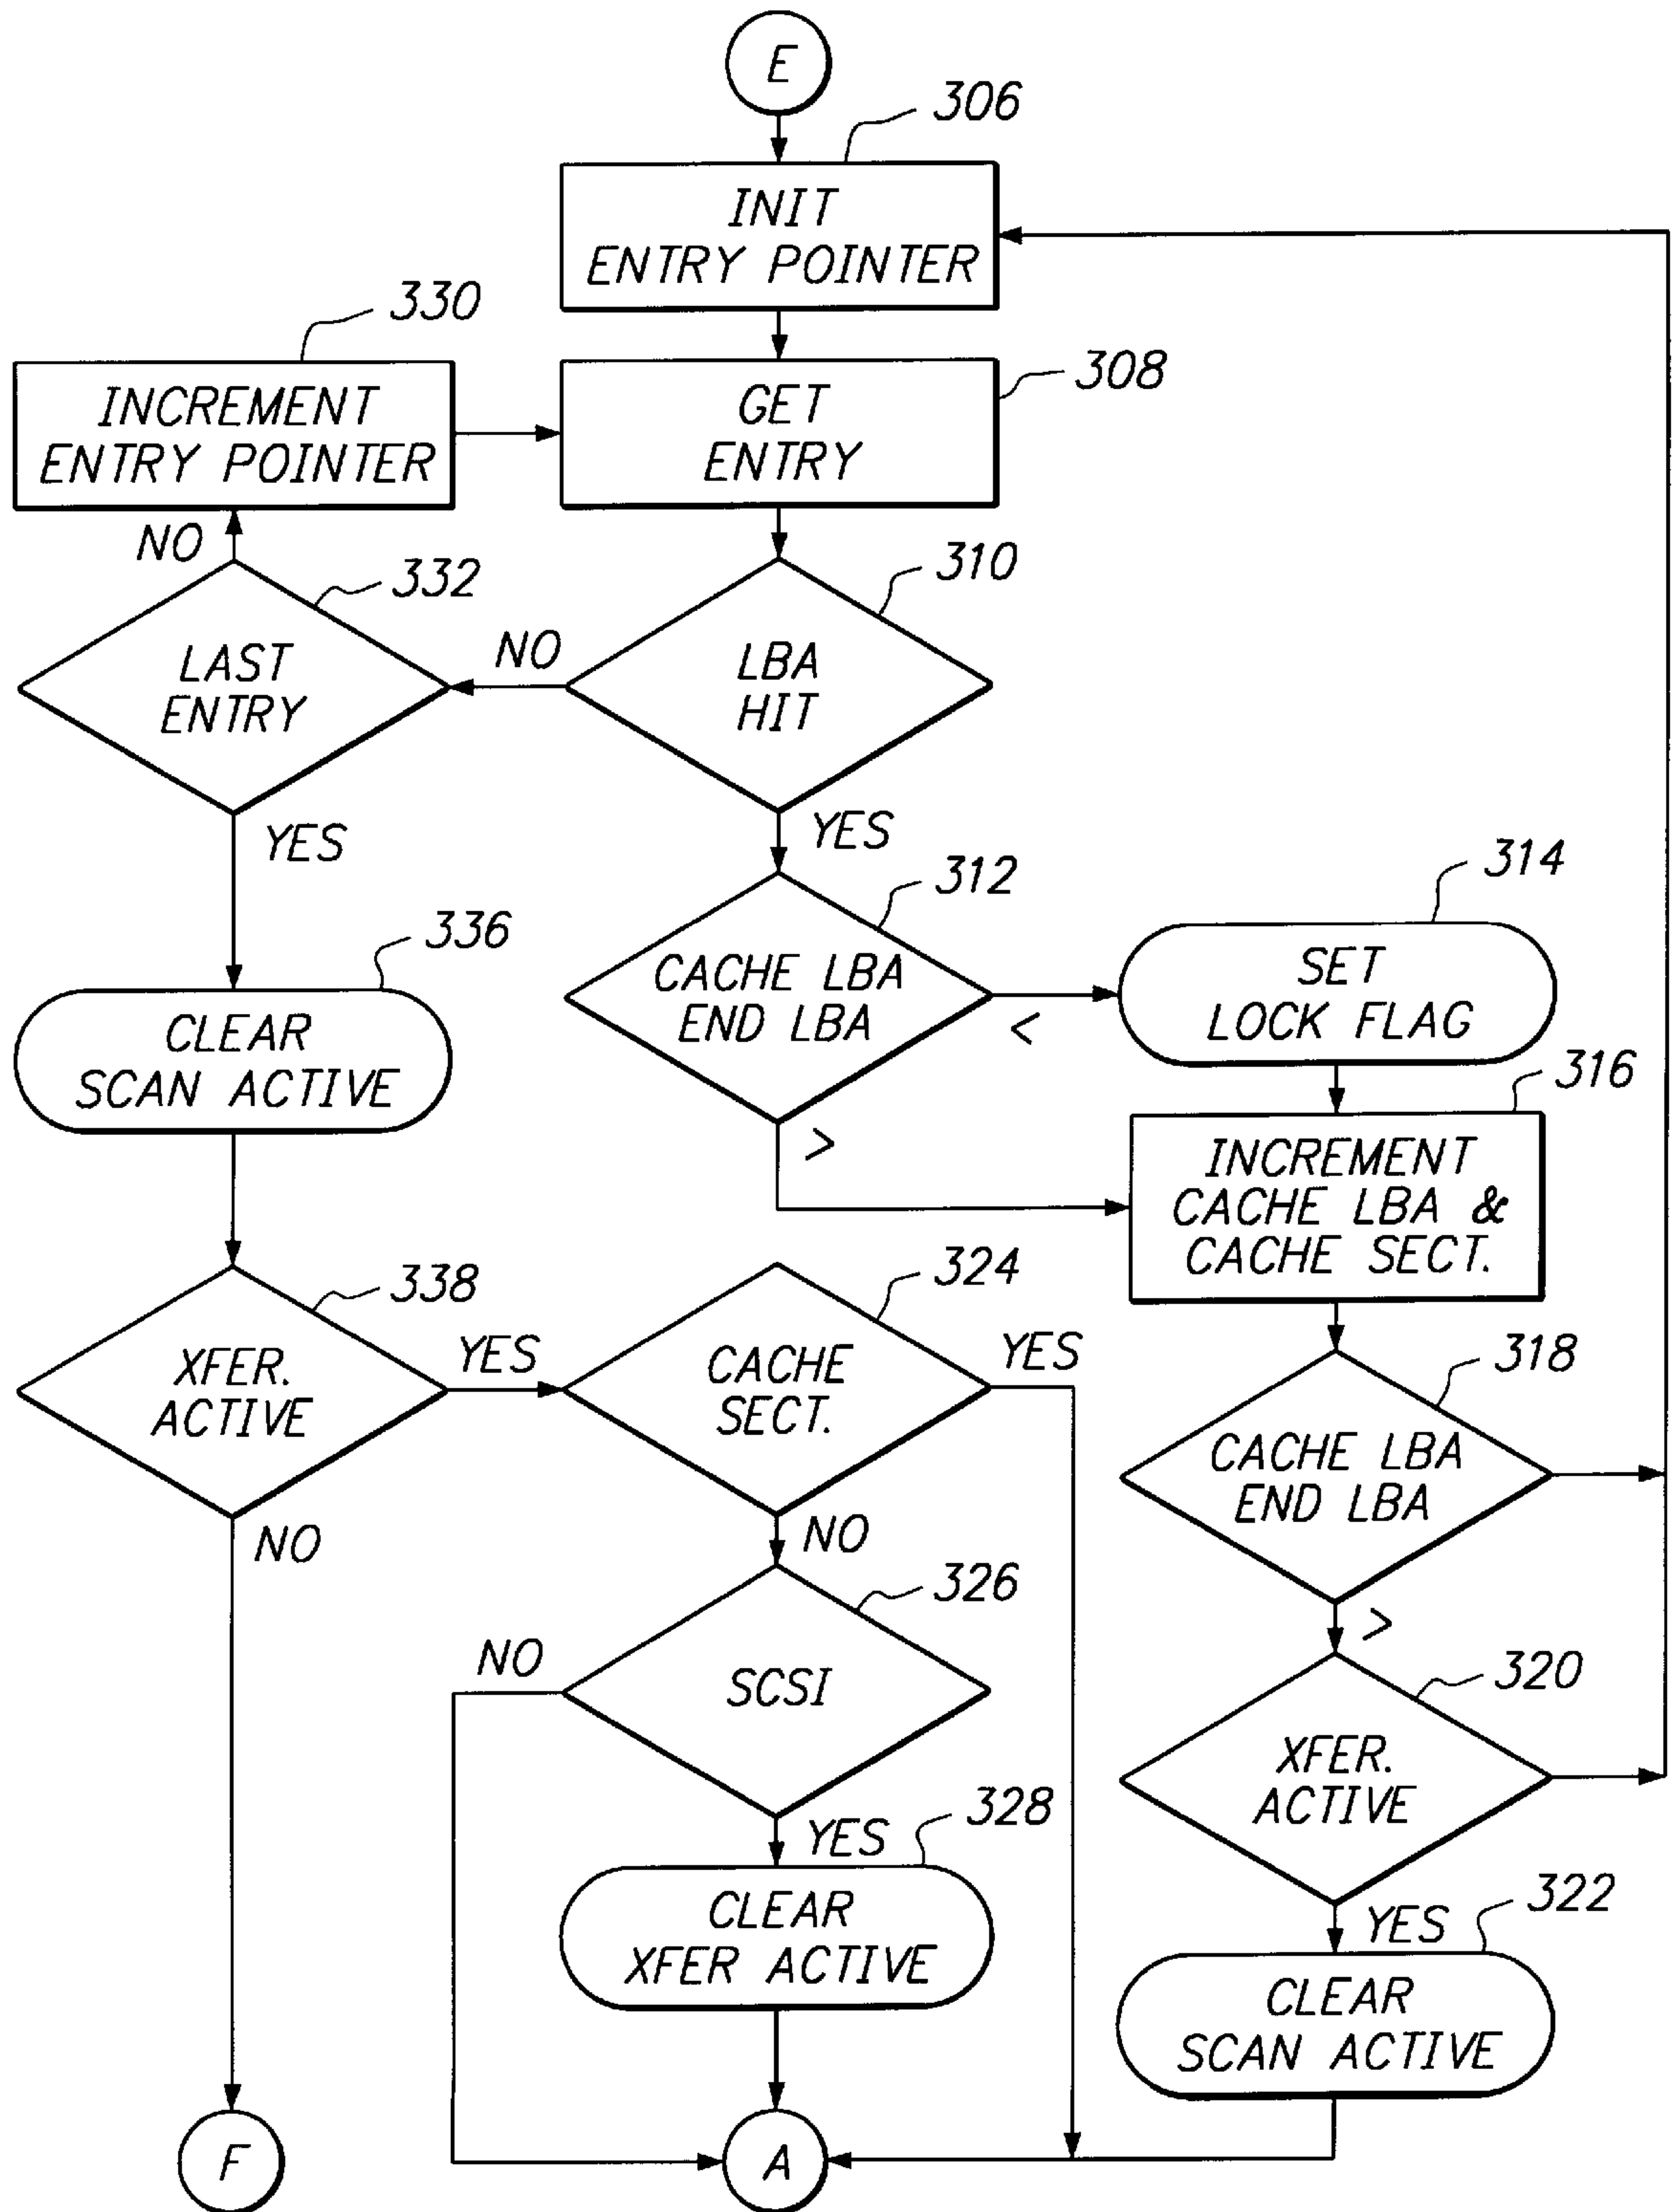 E
306
INIT
ENTRY POINTER
330
INCREMENT
ENTRY POINTER
308
GET
ENTRY
NO
332
LAST
ENTRY
NO
310
LBA
HIT
YES
YES
312
CACHE LBA
END LBA
<
>
314
SET
LOCK FLAG
336
CLEAR
SCAN ACTIVE
316
INCREMENT
CACHE LBA &
CACHE SECT.
338
XFER.
ACTIVE
YES
324
CACHE
SECT.
YES
318
CACHE LBA
END LBA
>
NO
NO
326
SCSI
NO
320
XFER.
ACTIVE
YES
328
CLEAR
XFER ACTIVE
YES
322
CLEAR
SCAN ACTIVE
F
A